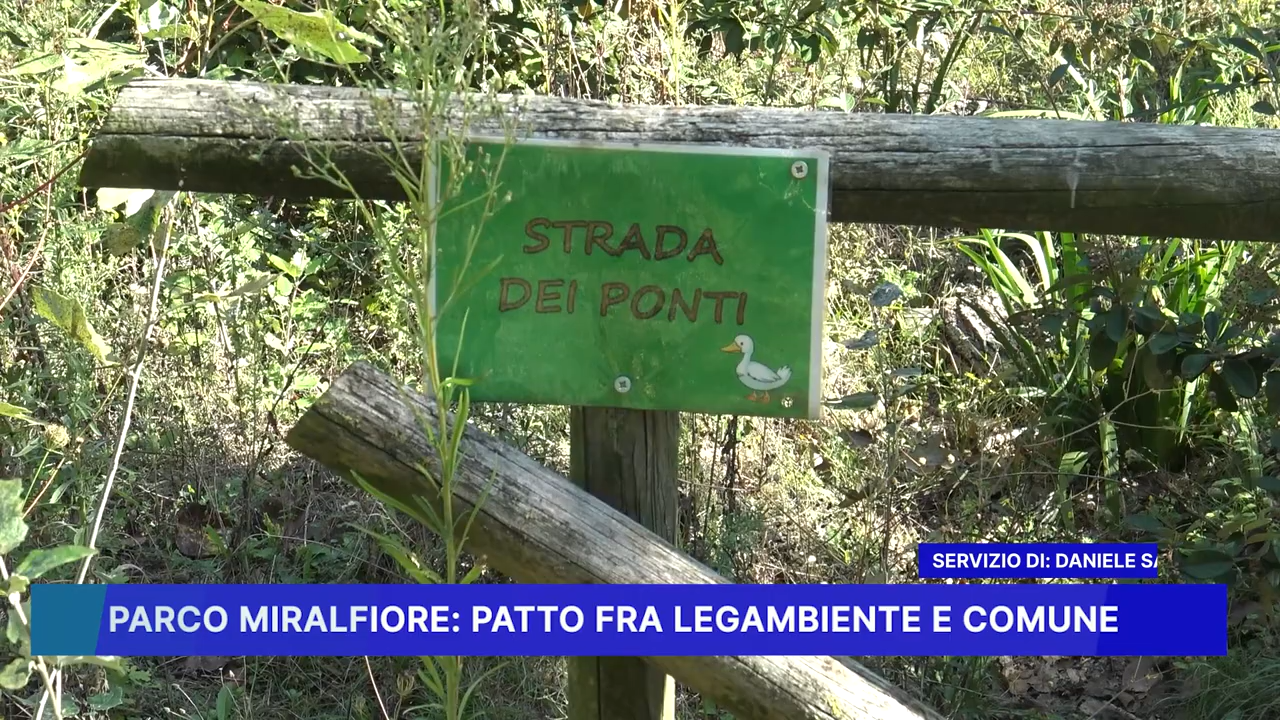 STRADA
DEI PONTI
SERVIZIO DI: DANIELE
PARCO MIRALFIORE: PATTO FRA LEGAMBIENTE E COMUNE